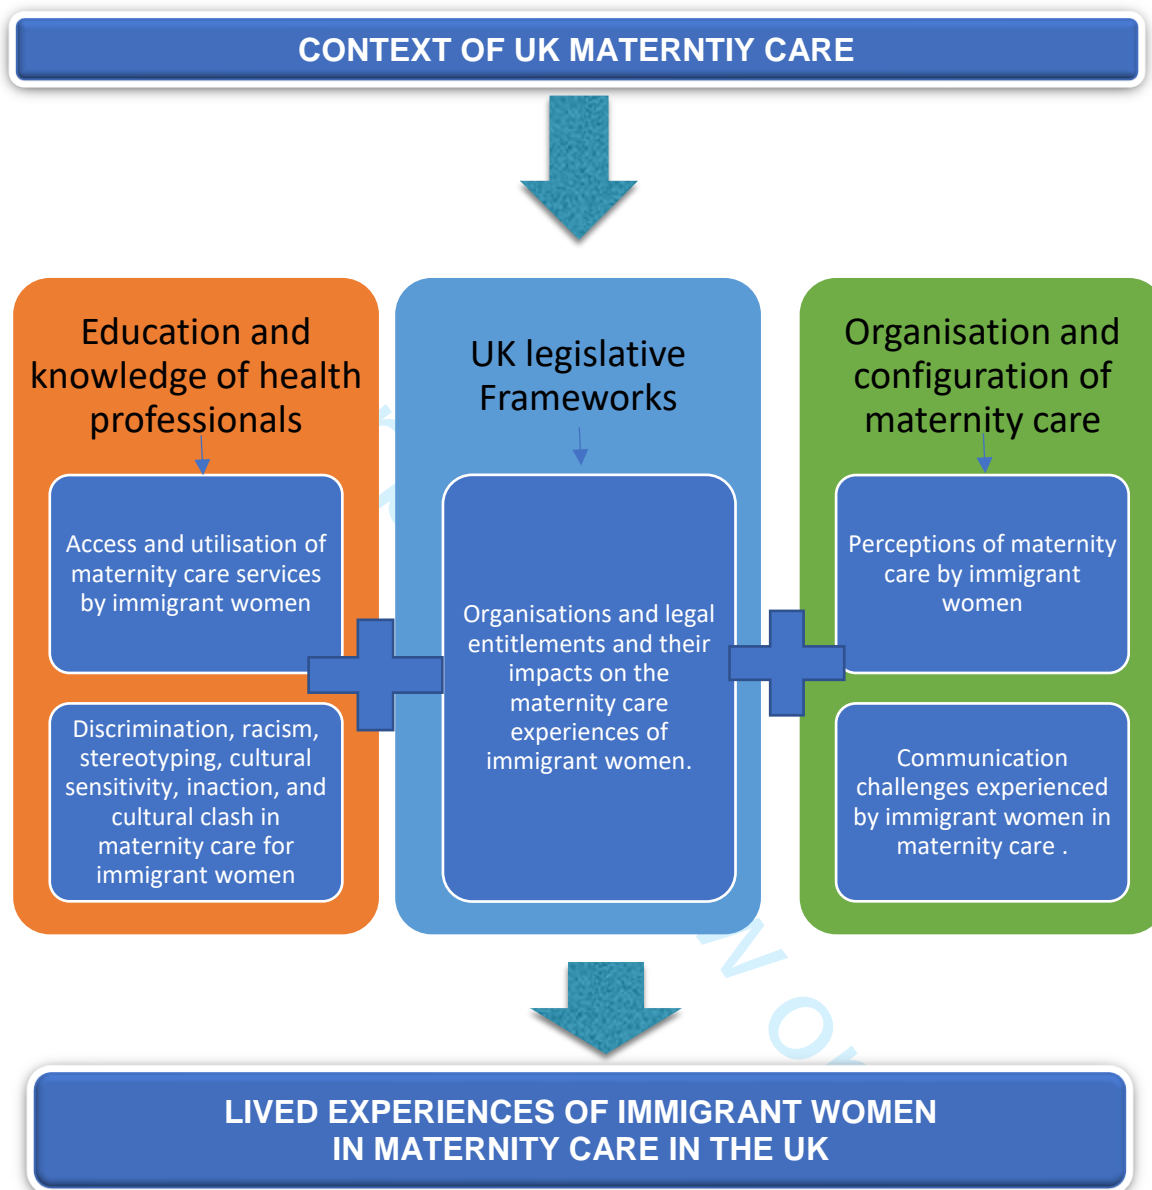 CONTEXT OF UK MATERNTIY CARE
Education and
knowledge of health
professionals
Access and utilisation of
maternity care services
by immigrant women
Discrimination, racism,
stereotyping, cultural
sensitivity, inaction, and
cultural clash in
maternity care for
immigrant women
UK legislative
Frameworks
Organisations and legal
entitlements and their
impacts on the
maternity care
experiences of
immigrant women.
Organisation and
configuration of
maternity care
Perceptions of maternity
care by immigrant
women
Communication
challenges experienced
by immigrant women in
maternity care .
LIVED EXPERIENCES OF IMMIGRANT WOMEN
IN MATERNITY CARE IN THE UK